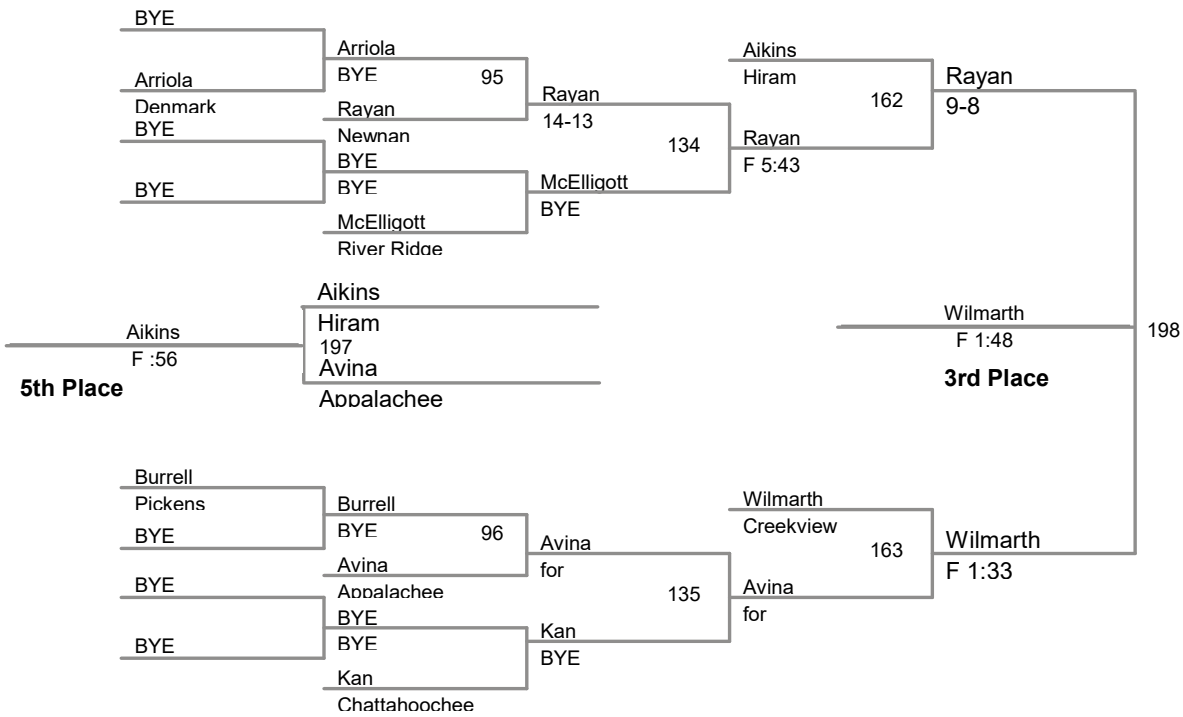 BYE
Arriola
BYE
95
Arriola
Denmark
Rayan
Newnan
Rayan
14-13
BYE
BYE
BYE
BYE
McElligott
River Ridge
McElligott
BYE
134
Aikins
Hiram
162
Rayan
F 5:43
Rayan
9-8
Aikins
Hiram
197
Avina
Appalachee
Aikins
F :56
5th Place
Wilmarth
F 1:48
3rd Place
198
Burrell
Pickens
BYE
Burrell
BYE
96
Avina
Appalachee
Avina
for
BYE
BYE
BYE
BYE
Kan
Chattahoochee
Kan
BYE
135
Wilmarth
Creekview
163
Avina
for
Wilmarth
F 1:33